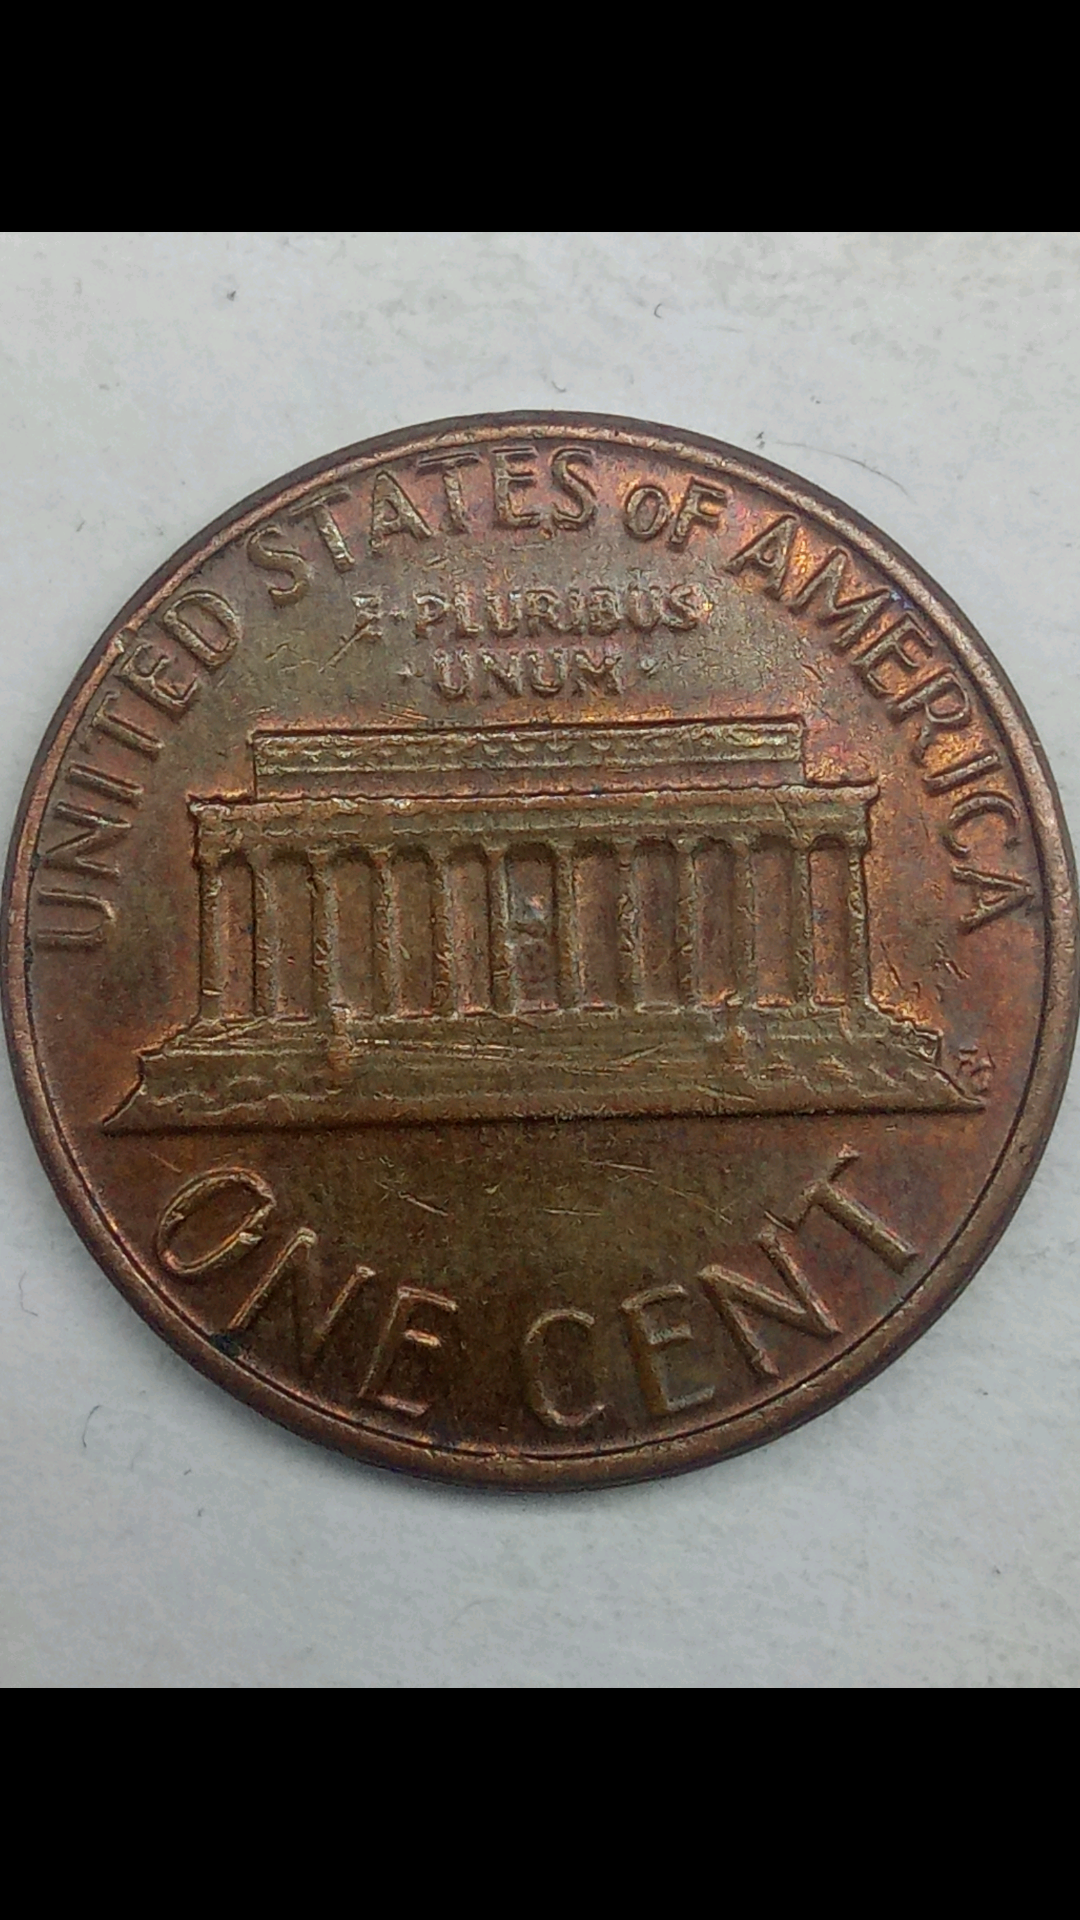 UNITED STATES OF AMERICA
E·PLURIBUS
·UNUM·
ONE CENT